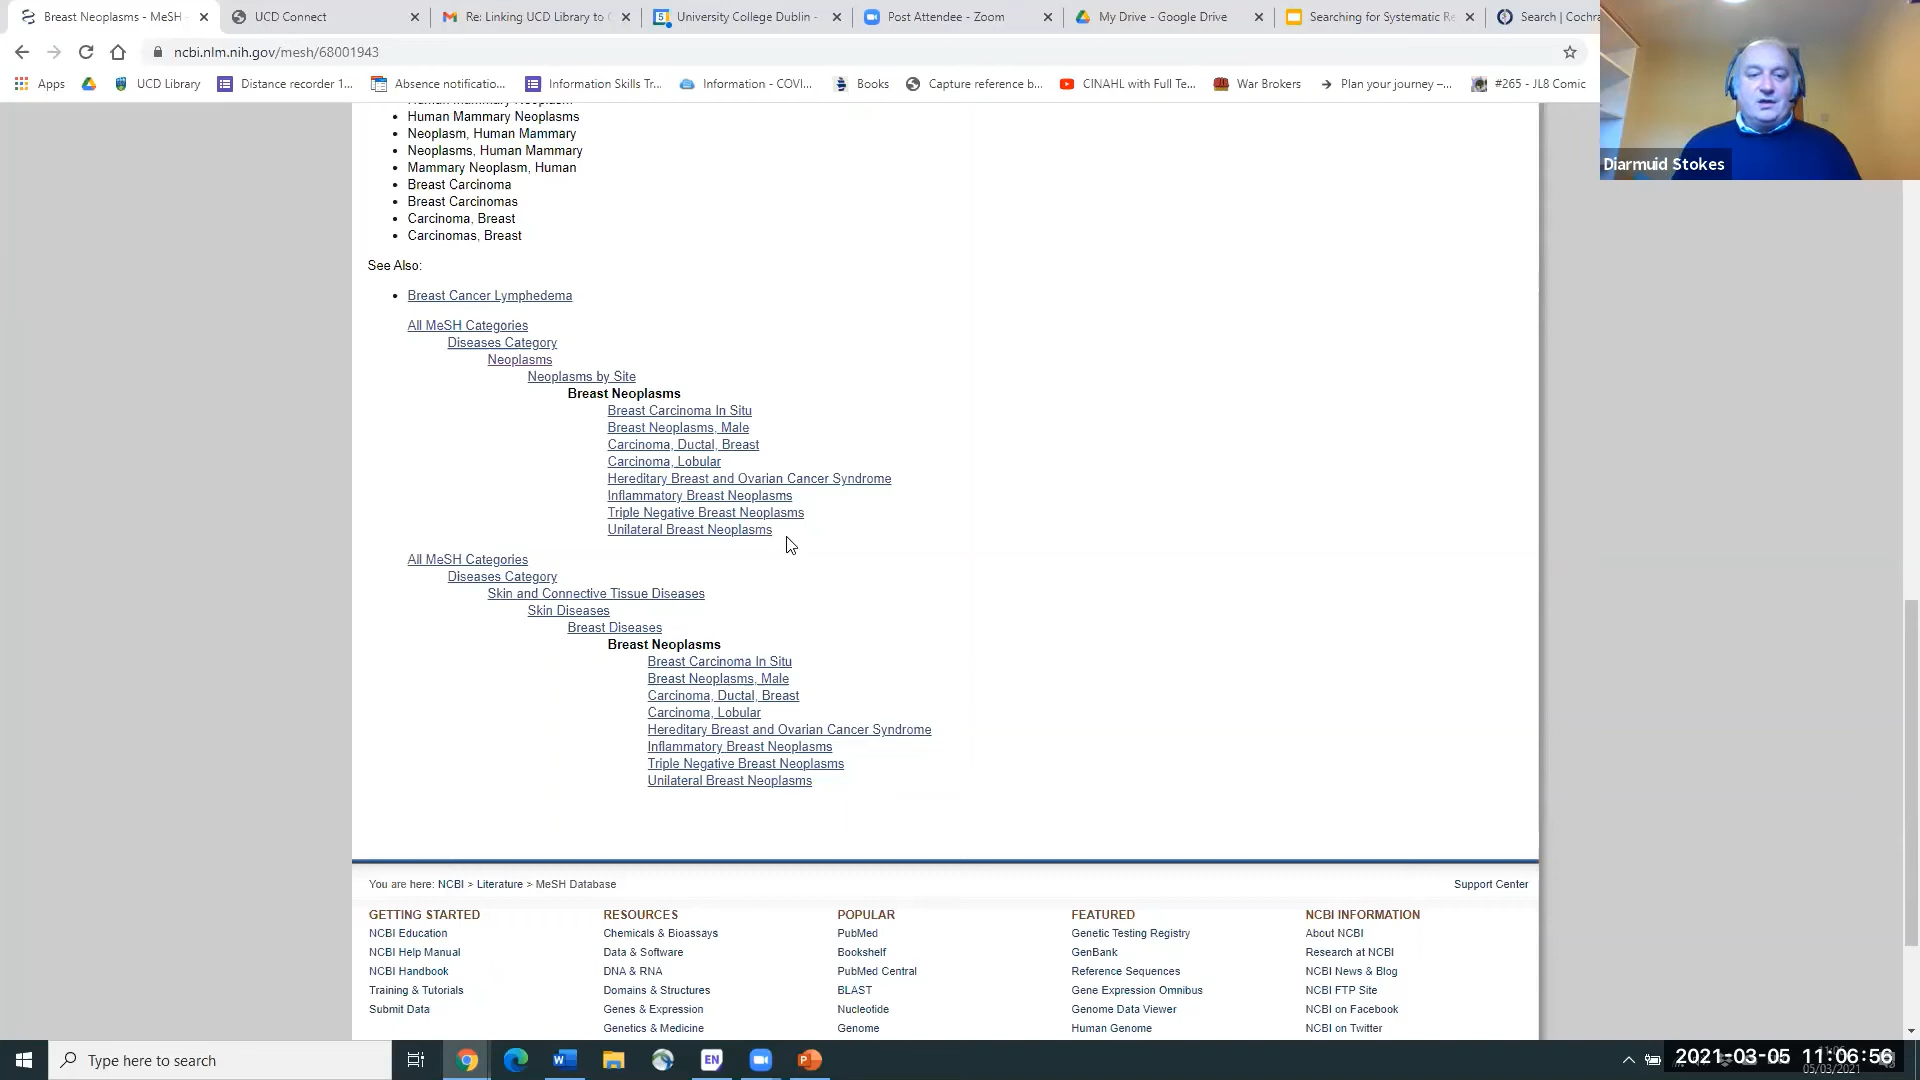 Breast Neoplasms - MeSH
UCD Connect
Re: Linking UCD Library to
University College Dublin -
Post Attendee - Zoom
My Drive - Google Drive
Searching for Systematic Re
Search | Cochra
ncbi.nlm.nih.gov/mesh/68001943
Apps
UCD Library
Distance recorder 1...
Absence notificatio...
Information Skills Tr...
Information - COVI...
Books
Capture reference b...
CINAHL with Full Te...
War Brokers
Plan your journey –...
#265 - JL8 Comic
Diarmuid Stokes
Human Mammary Neoplasm
Human Mammary Neoplasms
Neoplasm, Human Mammary
Neoplasms, Human Mammary
Mammary Neoplasm, Human
Breast Carcinoma
Breast Carcinomas
Carcinoma, Breast
Carcinomas, Breast
See Also:
Breast Cancer Lymphedema
All MeSH Categories
Diseases Category
Neoplasms
Neoplasms by Site
Breast Neoplasms
Breast Carcinoma In Situ
Breast Neoplasms, Male
Carcinoma, Ductal, Breast
Carcinoma, Lobular
Hereditary Breast and Ovarian Cancer Syndrome
Inflammatory Breast Neoplasms
Triple Negative Breast Neoplasms
Unilateral Breast Neoplasms
All MeSH Categories
Diseases Category
Skin and Connective Tissue Diseases
Skin Diseases
Breast Diseases
Breast Neoplasms
Breast Carcinoma In Situ
Breast Neoplasms, Male
Carcinoma, Ductal, Breast
Carcinoma, Lobular
Hereditary Breast and Ovarian Cancer Syndrome
Inflammatory Breast Neoplasms
Triple Negative Breast Neoplasms
Unilateral Breast Neoplasms
You are here: NCBI > Literature > MeSH Database
Support Center
GETTING STARTED
NCBI Education
NCBI Help Manual
NCBI Handbook
Training & Tutorials
Submit Data
RESOURCES
Chemicals & Bioassays
Data & Software
DNA & RNA
Domains & Structures
Genes & Expression
Genetics & Medicine
POPULAR
PubMed
Bookshelf
PubMed Central
BLAST
Nucleotide
Genome
FEATURED
Genetic Testing Registry
GenBank
Reference Sequences
Gene Expression Omnibus
Genome Data Viewer
Human Genome
NCBI INFORMATION
About NCBI
Research at NCBI
NCBI News & Blog
NCBI FTP Site
NCBI on Facebook
NCBI on Twitter
Type here to search
EN
2021-03-05 11:06:56
05/03/2021